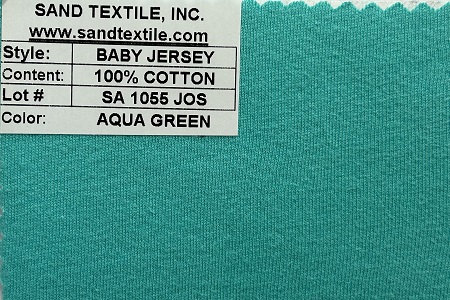 SAND TEXTILE, INC.
www.sandtextile.com
Style: BABY JERSEY
Content: 100% COTTON
Lot # SA 1055 JOS
Color: AQUA GREEN